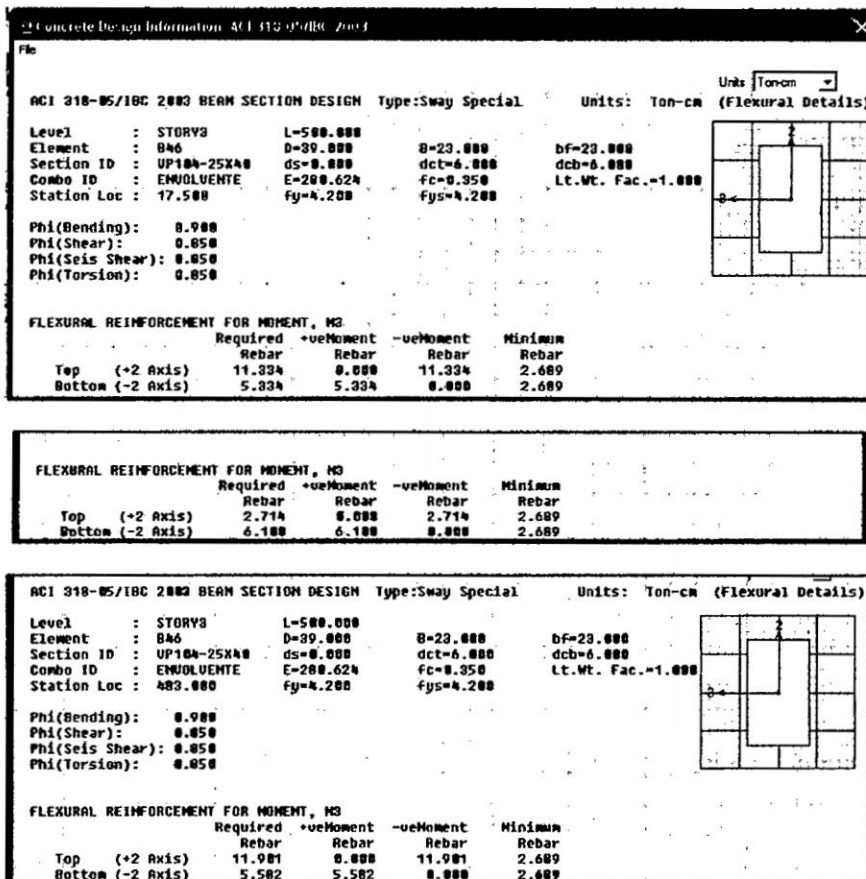 Concrete Design Information ACI 318-05/IBC 2003
File
Units Ton-cm
ACI 318-05/IBC 2003 BEAM SECTION DESIGN Type:Sway Special Units: Ton-cm (Flexural Details)
Level : STORY3 L=500.000
Element : B46 D=39.000 B=23.000 bf=23.000
Section ID : VP104-25X40 ds=0.000 dct=6.000 dcb=6.000
Combo ID : ENVOLVENTE E=280.624 fc=0.350 Lt.Wt. Fac.=1.000
Station Loc : 17.500 fy=4.200 fys=4.200
Phi(Bending): 0.900
Phi(Shear): 0.850
Phi(Seis Shear): 0.850
Phi(Torsion): 0.850
2
3
FLEXURAL REINFORCEMENT FOR MOMENT, M3
Required +veMoment -veMoment Minimum
Rebar Rebar Rebar Rebar
Top (+2 Axis) 11.334 0.000 11.334 2.689
Bottom (-2 Axis) 5.334 5.334 0.000 2.689
FLEXURAL REINFORCEMENT FOR MOMENT, M3
Required +veMoment -veMoment Minimum
Rebar Rebar Rebar Rebar
Top (+2 Axis) 2.714 0.000 2.714 2.689
Bottom (-2 Axis) 6.100 6.100 0.000 2.689
ACI 318-05/IBC 2003 BEAM SECTION DESIGN Type:Sway Special Units: Ton-cm (Flexural Details)
Level : STORY3 L=500.000
Element : B46 D=39.000 B=23.000 bf=23.000
Section ID : VP104-25X40 ds=0.000 dct=6.000 dcb=6.000
Combo ID : ENVOLVENTE E=280.624 fc=0.350 Lt.Wt. Fac.=1.000
Station Loc : 483.000 fy=4.200 fys=4.200
Phi(Bending): 0.900
Phi(Shear): 0.850
Phi(Seis Shear): 0.850
Phi(Torsion): 0.850
2
3
FLEXURAL REINFORCEMENT FOR MOMENT, M3
Required +veMoment -veMoment Minimum
Rebar Rebar Rebar Rebar
Top (+2 Axis) 11.901 0.000 11.901 2.689
Bottom (-2 Axis) 5.582 5.582 0.000 2.689